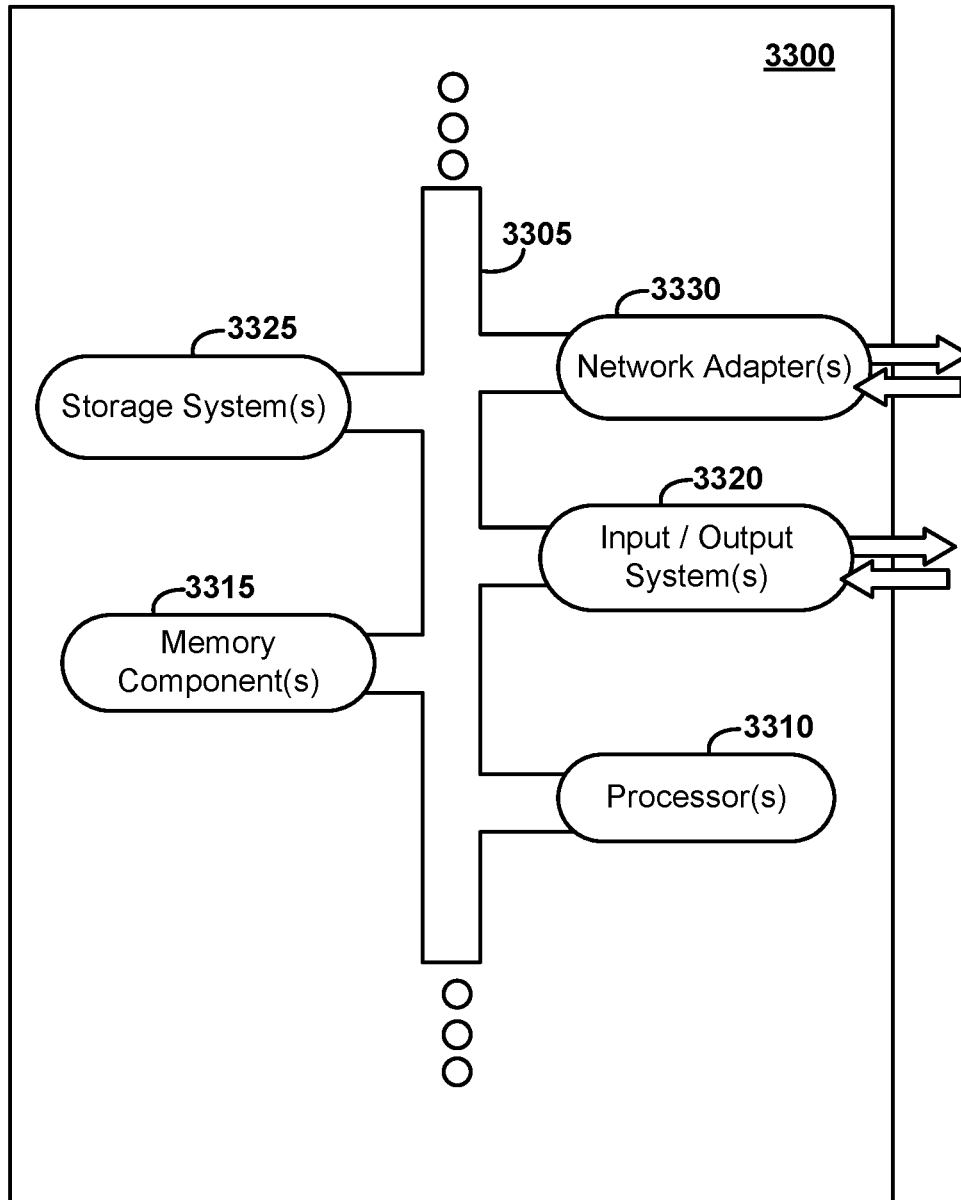 3300
3305
3330
Network Adapter(s)
3325
Storage System(s)
3320
Input / Output
System(s)
3315
Memory
Component(s)
3310
Processor(s)